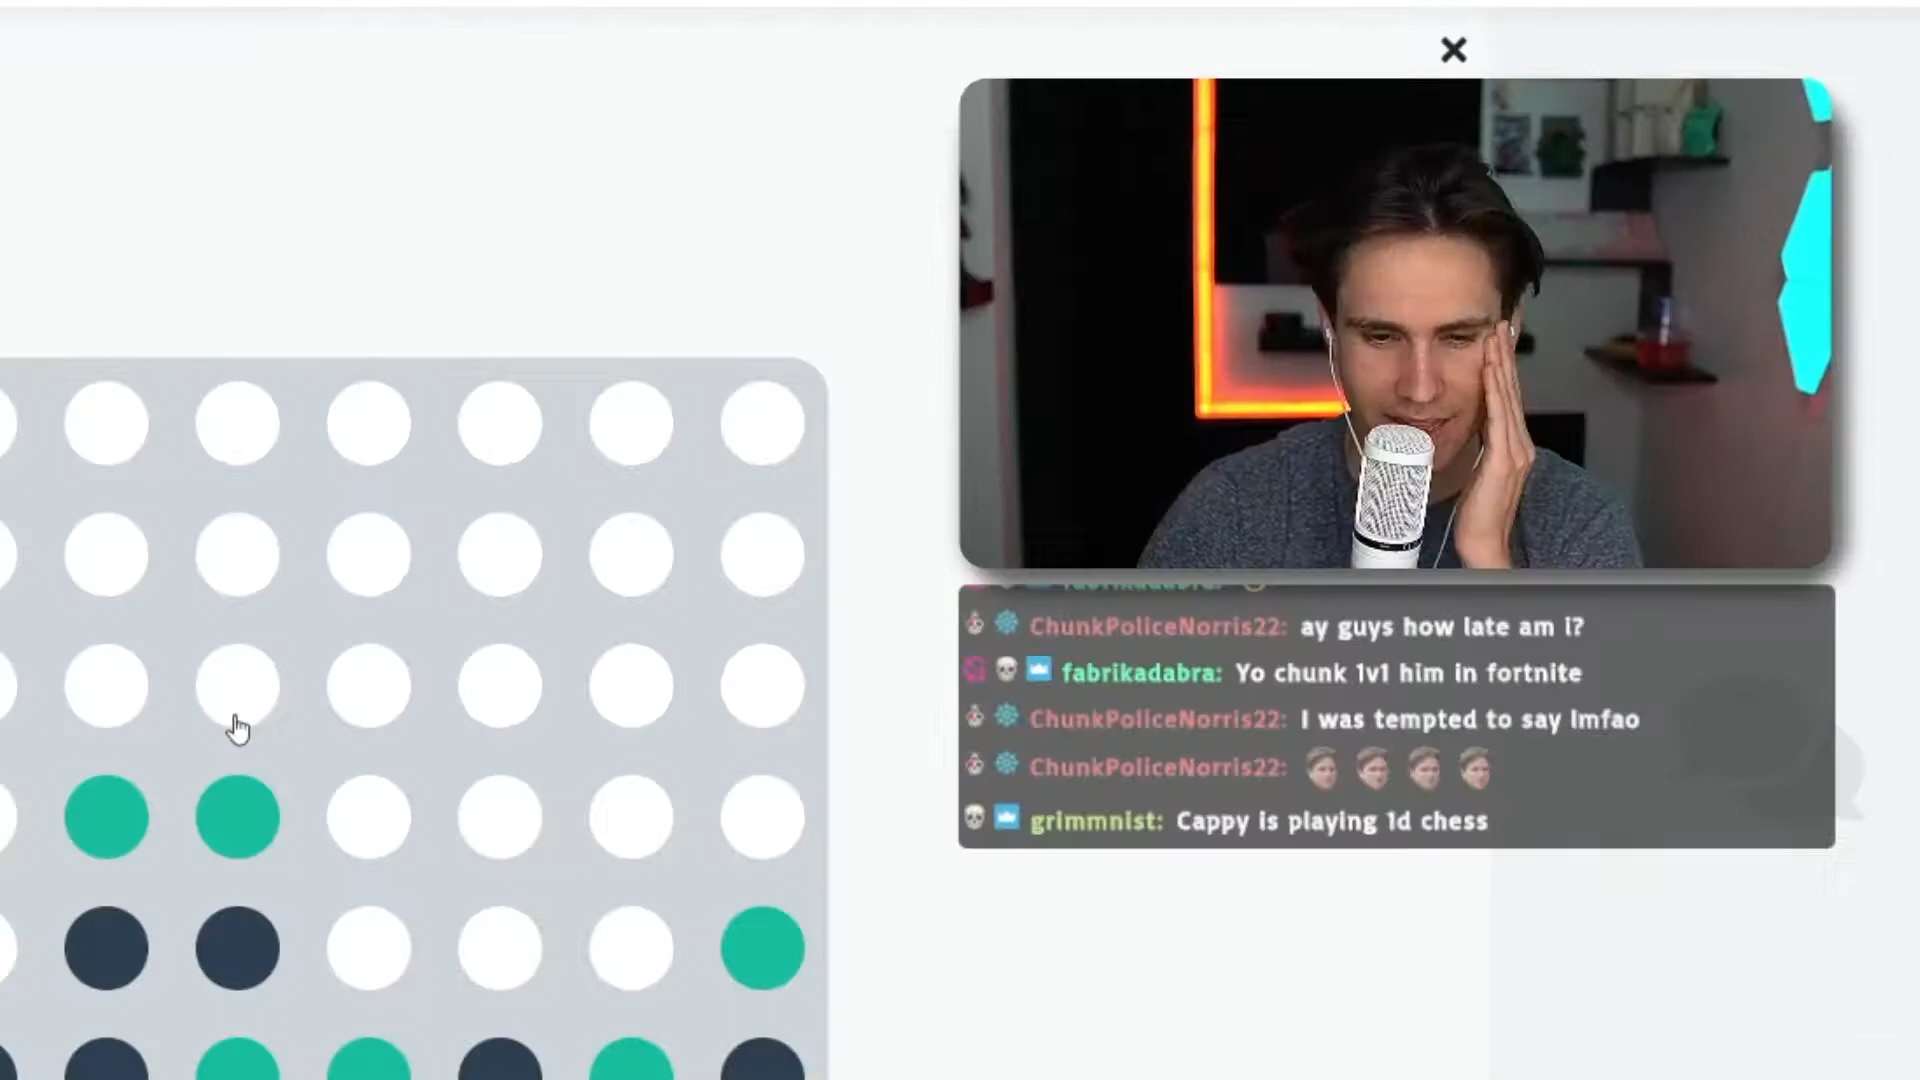 ChunkPoliceNorris22: ay guys how late am i?
fabrikadabra: Yo chunk 1v1 him in fortnite
ChunkPoliceNorris22: I was tempted to say lmfao
ChunkPoliceNorris22:
grimmnist: Cappy is playing 1d chess